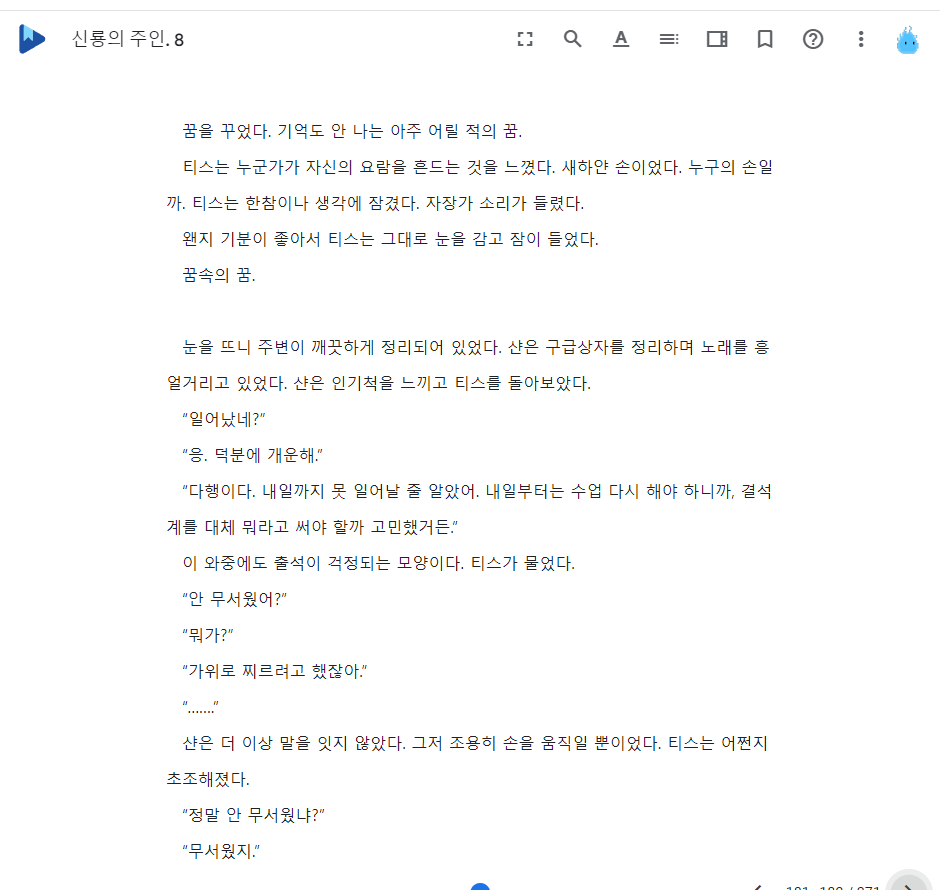 신룡의 주인. 8
꿈을 꾸었다. 기억도 안 나는 아주 어릴 적의 꿈.
티스는 누군가가 자신의 요람을 흔드는 것을 느꼈다. 새하얀 손이었다. 누구의 손일
까. 티스는 한참이나 생각에 잠겼다. 자장가 소리가 들렸다.
왠지 기분이 좋아서 티스는 그대로 눈을 감고 잠이 들었다.
꿈속의 꿈.
눈을 뜨니 주변이 깨끗하게 정리되어 있었다. 샨은 구급상자를 정리하며 노래를 흥
얼거리고 있었다. 샨은 인기척을 느끼고 티스를 돌아보았다.
“일어났네?”
“응. 덕분에 개운해.”
“다행이다. 내일까지 못 일어날 줄 알았어. 내일부터는 수업 다시 해야 하니까, 결석
계를 대체 뭐라고 써야 할까 고민했거든.”
이 와중에도 출석이 걱정되는 모양이다. 티스가 물었다.
“안 무서웠어?”
“뭐가?”
“가위로 찌르려고 했잖아.”
“…….”
샨은 더 이상 말을 잇지 않았다. 그저 조용히 손을 움직일 뿐이었다. 티스는 어쩐지
초조해졌다.
“정말 안 무서웠냐?”
“무서웠지.”